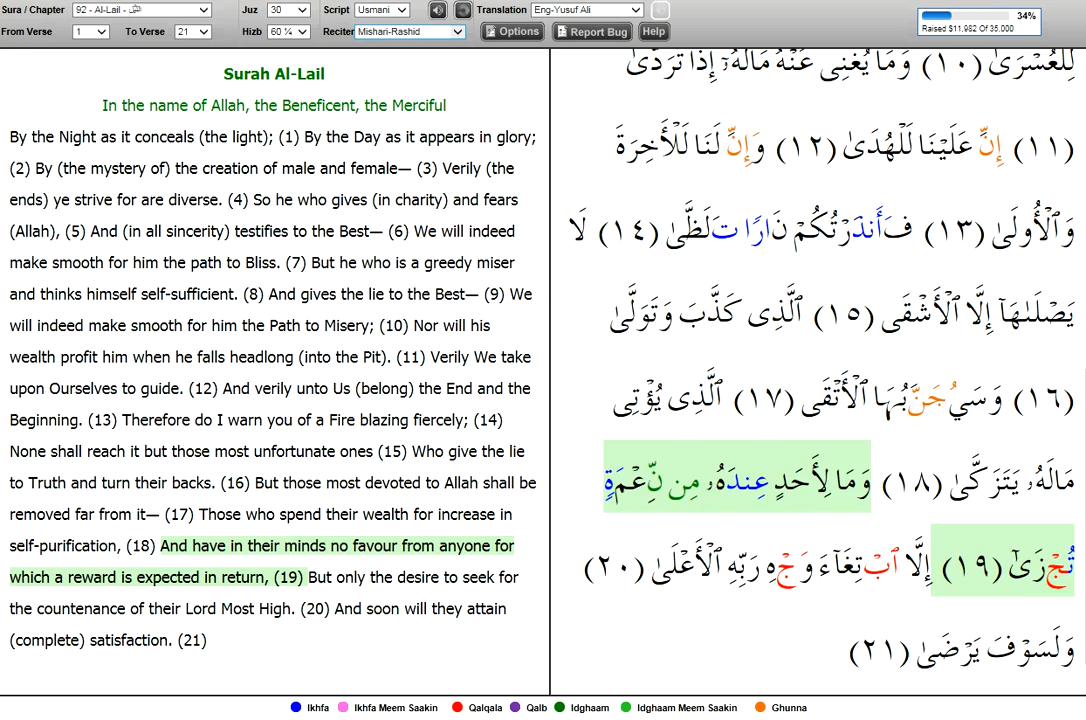 Sura / Chapter 92 - Al-Lail - Juz 30 Script Usmani Translation Eng-Yusuf Ali
34%
Raised $11,982 Of 35,000
From Verse 1 To Verse 21 Hizb 60 ¼ Reciter Mishari-Rashid Options Report Bug Help
Surah Al-Lail
In the name of Allah, the Beneficent, the Merciful
By the Night as it conceals (the light); (1) By the Day as it appears in glory;
(2) By (the mystery of) the creation of male and female— (3) Verily (the
ends) ye strive for are diverse. (4) So he who gives (in charity) and fears
(Allah), (5) And (in all sincerity) testifies to the Best— (6) We will indeed
make smooth for him the path to Bliss. (7) But he who is a greedy miser
and thinks himself self-sufficient. (8) And gives the lie to the Best— (9) We
will indeed make smooth for him the Path to Misery; (10) Nor will his
wealth profit him when he falls headlong (into the Pit). (11) Verily We take
upon Ourselves to guide. (12) And verily unto Us (belong) the End and the
Beginning. (13) Therefore do I warn you of a Fire blazing fiercely; (14)
None shall reach it but those most unfortunate ones (15) Who give the lie
to Truth and turn their backs. (16) But those most devoted to Allah shall be
removed far from it— (17) Those who spend their wealth for increase in
self-purification, (18) And have in their minds no favour from anyone for
which a reward is expected in return, (19) But only the desire to seek for
the countenance of their Lord Most High. (20) And soon will they attain
(complete) satisfaction. (21)
لِلْعُسْرَىٰ (١٠) وَمَا يُغْنِى عَنْهُ مَالُهُۥٓ إِذَا تَرَدَّىٰٓ
(١١) إِنَّ عَلَيْنَا لَلْهُدَىٰ (١٢) وَإِنَّ لَنَا لَلْأَخِرَةَ
وَٱلْأُولَىٰ (١٣) فَأَنذَرْتُكُمْ نَارًا تَلَظَّىٰ (١٤) لَا
يَصْلَىٰهَآ إِلَّا ٱلْأَشْقَى (١٥) ٱلَّذِى كَذَّبَ وَتَوَلَّىٰ
(١٦) وَسَيُجَنَّبُهَا ٱلْأَتْقَى (١٧) ٱلَّذِى يُؤْتِى
مَالَهُۥ يَتَزَكَّىٰ (١٨) وَمَا لِأَحَدٍ عِندَهُۥ مِن نِّعْمَةٍ
تُجْزَىٰٓ (١٩) إِلَّا ٱبْتِغَآءَ وَجْهِ رَبِّهِ ٱلْأَعْلَىٰ (٢٠)
وَلَسَوْفَ يَرْضَىٰ (٢١)
Ikhfa Ikhfa Meem Saakin Qalqala Qalb Idghaam Idghaam Meem Saakin Ghunna